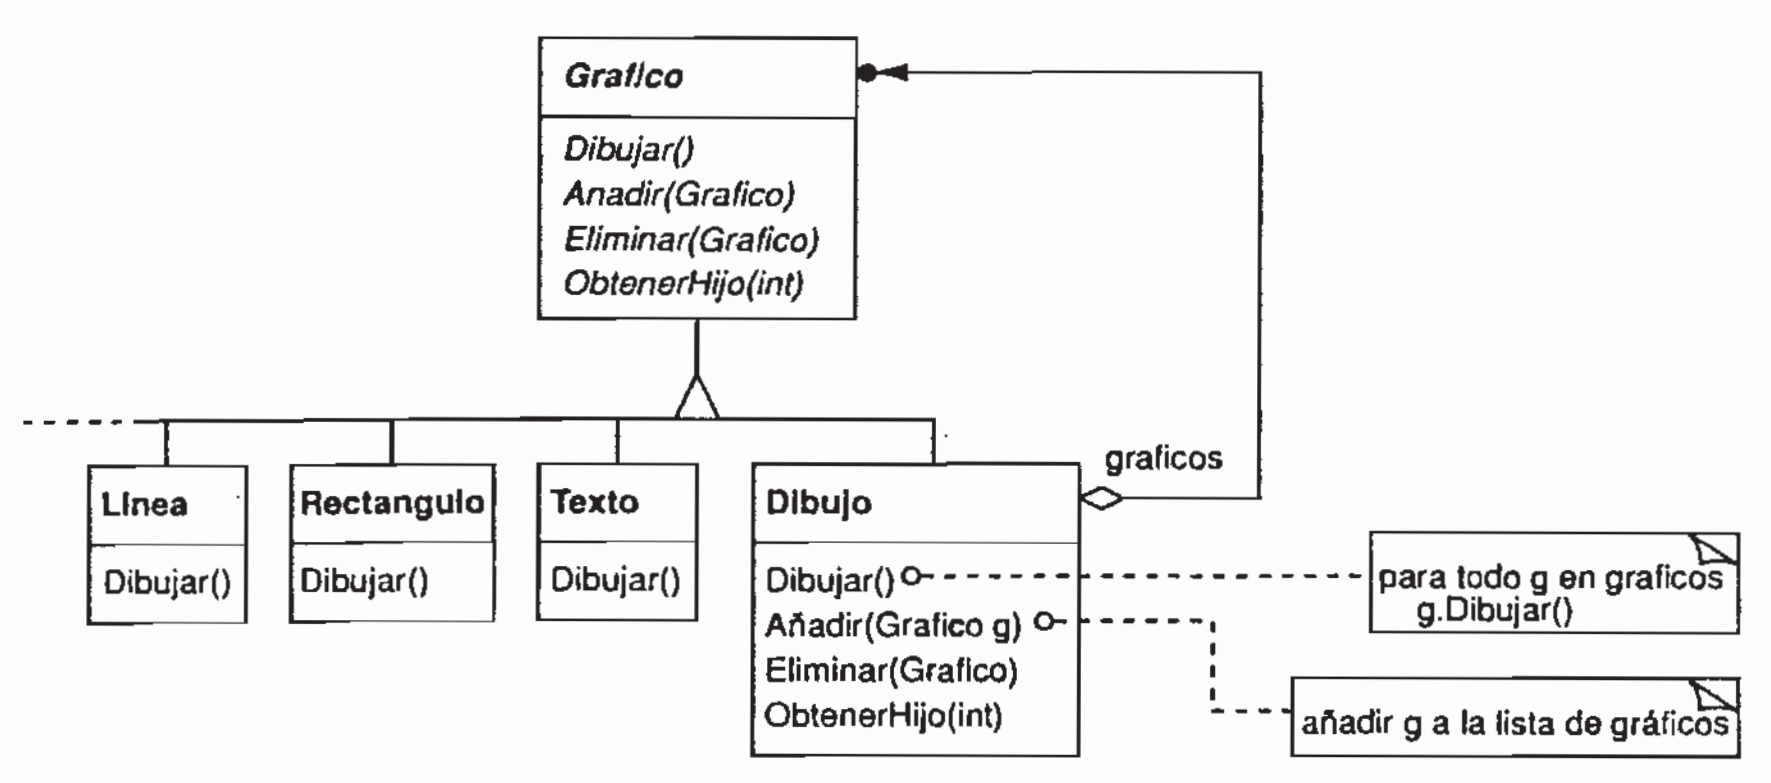 Grafico
Dibujar()
Anadir(Grafico)
Eliminar(Grafico)
ObtenerHijo(int)
graficos
Línea
Dibujar()
Rectangulo
Dibujar()
Texto
Dibujar()
Dibujo
Dibujar()
Añadir(Grafico g)
Eliminar(Grafico)
ObtenerHijo(int)
para todo g en graficos
g.Dibujar()
añadir g a la lista de gráficos